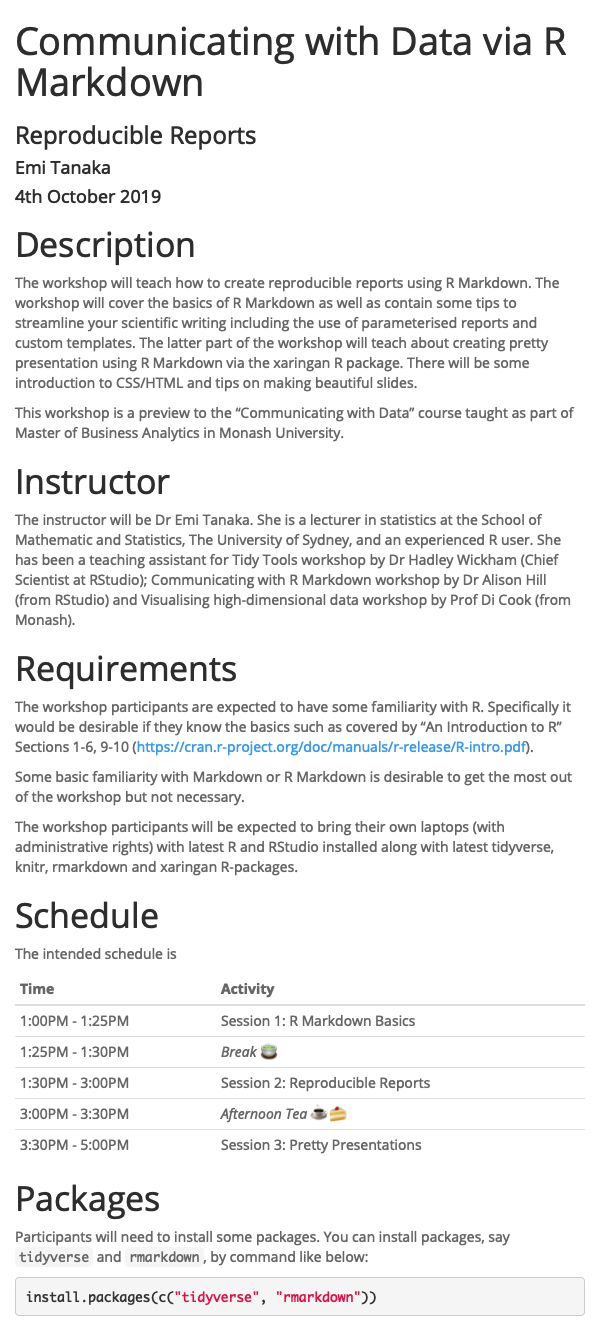 Communicating with Data via R
Markdown
Reproducible Reports
Emi Tanaka
4th October 2019
Description
The workshop will teach how to create reproducible reports using R Markdown. The
workshop will cover the basics of R Markdown as well as contain some tips to
streamline your scientific writing including the use of parameterised reports and
custom templates. The latter part of the workshop will teach about creating pretty
presentation using R Markdown via the xaringan R package. There will be some
introduction to CSS/HTML and tips on making beautiful slides.
This workshop is a preview to the “Communicating with Data” course taught as part of
Master of Business Analytics in Monash University.
Instructor
The instructor will be Dr Emi Tanaka. She is a lecturer in statistics at the School of
Mathematic and Statistics, The University of Sydney, and an experienced R user. She
has been a teaching assistant for Tidy Tools workshop by Dr Hadley Wickham (Chief
Scientist at RStudio); Communicating with R Markdown workshop by Dr Alison Hill
(from RStudio) and Visualising high-dimensional data workshop by Prof Di Cook (from
Monash).
Requirements
The workshop participants are expected to have some familiarity with R. Specifically it
would be desirable if they know the basics such as covered by “An Introduction to R”
Sections 1-6, 9-10 (https://cran.r-project.org/doc/manuals/r-release/R-intro.pdf).
Some basic familiarity with Markdown or R Markdown is desirable to get the most out
of the workshop but not necessary.
The workshop participants will be expected to bring their own laptops (with
administrative rights) with latest R and RStudio installed along with latest tidyverse,
knitr, rmarkdown and xaringan R-packages.
Schedule
The intended schedule is
Time Activity
1:00PM - 1:25PM Session 1: R Markdown Basics
1:25PM - 1:30PM Break 🍵
1:30PM - 3:00PM Session 2: Reproducible Reports
3:00PM - 3:30PM Afternoon Tea ☕🍰
3:30PM - 5:00PM Session 3: Pretty Presentations
Packages
Participants will need to install some packages. You can install packages, say
tidyverse and rmarkdown, by command like below:
install.packages(c("tidyverse", "rmarkdown"))